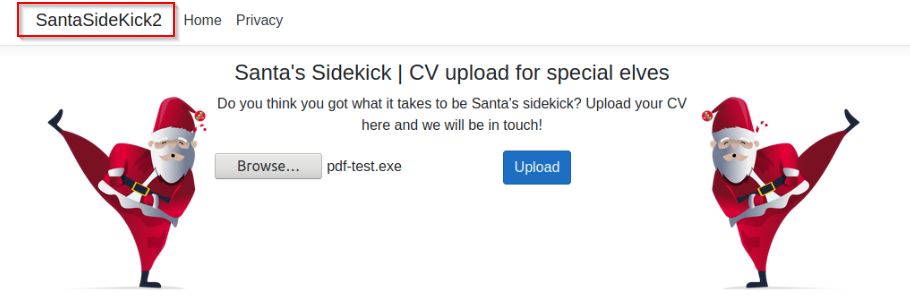 SantaSideKick2 Home Privacy
Santa's Sidekick | CV upload for special elves
Do you think you got what it takes to be Santa's sidekick? Upload your CV
here and we will be in touch!
Browse... pdf-test.exe Upload